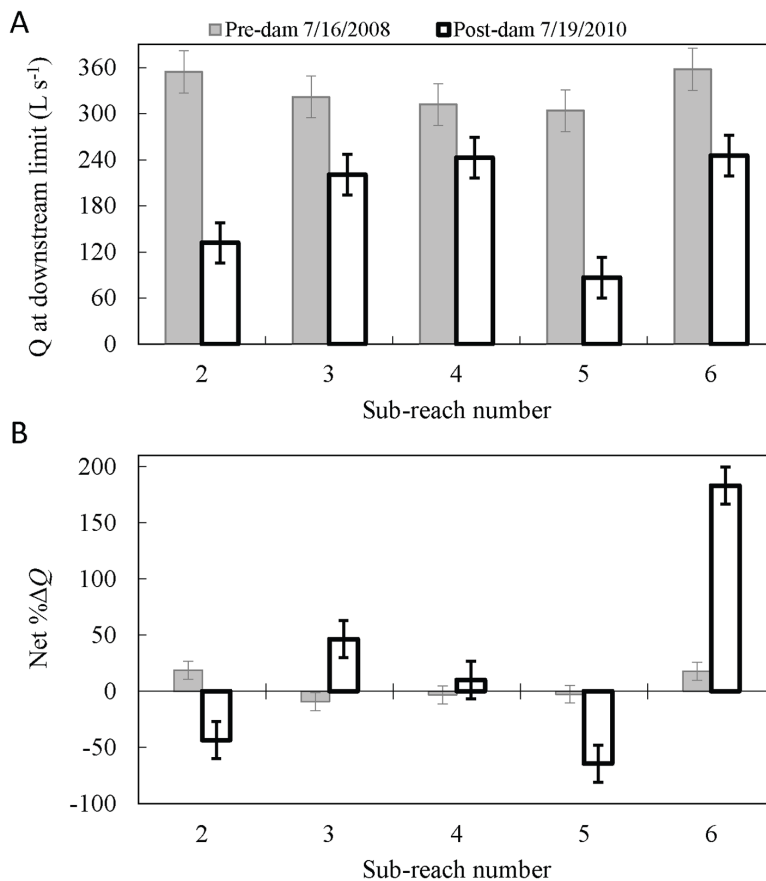 A
Pre-dam 7/16/2008 Post-dam 7/19/2010
Q at downstream limit (L s⁻¹)
360
300
240
180
120
60
0
2 3 4 5 6
Sub-reach number
B
Net %ΔQ
200
150
100
50
0
-50
-100
2 3 4 5 6
Sub-reach number